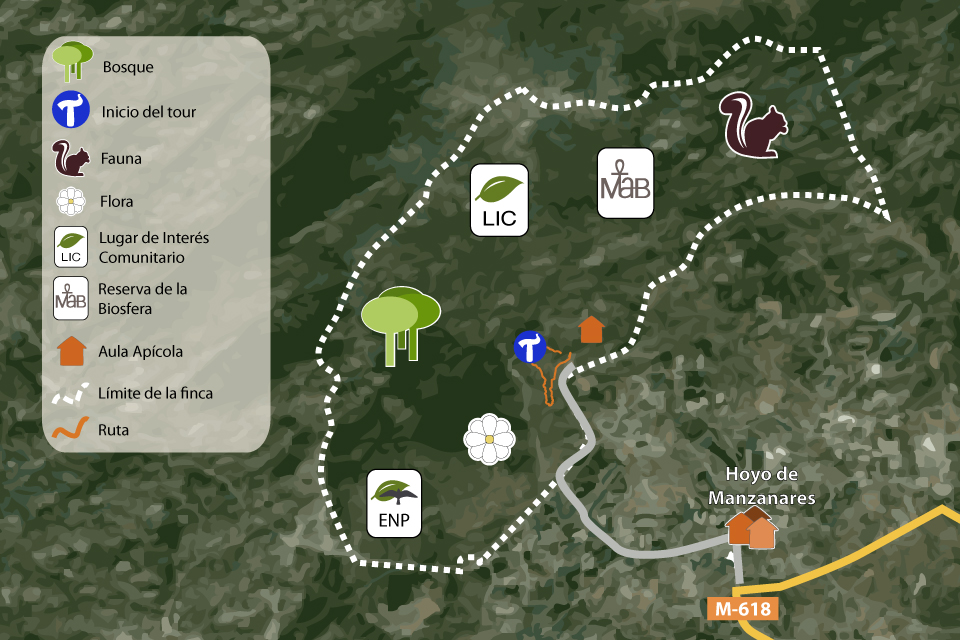 Bosque
Inicio del tour
Fauna
Flora
LIC
Lugar de Interés
Comunitario
MaB
Reserva de la
Biosfera
Aula Apícola
Límite de la finca
Ruta
LIC
MaB
ENP
Hoyo de
Manzanares
M-618